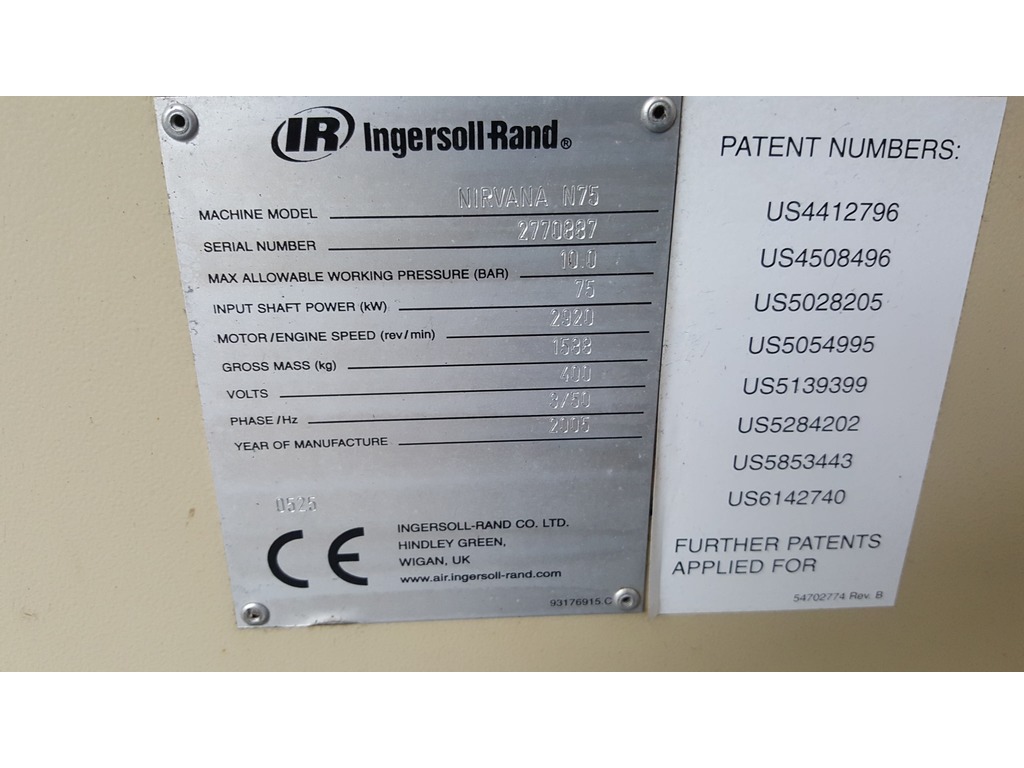 IR Ingersoll-Rand®
MACHINE MODEL NIRVANA N75
SERIAL NUMBER 2770887
MAX ALLOWABLE WORKING PRESSURE (BAR) 10.0
INPUT SHAFT POWER (kW) 75
MOTOR/ENGINE SPEED (rev/min) 2920
GROSS MASS (kg) 1588
VOLTS 400
PHASE/Hz 3/50
YEAR OF MANUFACTURE 2005
0525
CE
INGERSOLL-RAND CO. LTD.
HINDLEY GREEN,
WIGAN, UK
www.air.ingersoll-rand.com
93176915 C
PATENT NUMBERS:
US4412796
US4508496
US5028205
US5054995
US5139399
US5284202
US5853443
US6142740
FURTHER PATENTS
APPLIED FOR
54702774 Rev. B